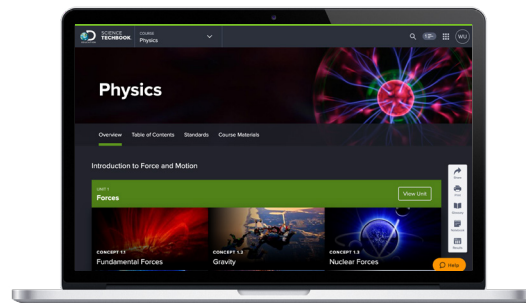 SCIENCE
TECHBOOK
COURSE
Physics
WU
Physics
Overview
Table of Contents
Standards
Course Materials
Introduction to Force and Motion
UNIT 1
Forces
View Unit
Share
Print
CONCEPT 1.1
Fundamental Forces
CONCEPT 1.2
Gravity
CONCEPT 1.3
Nuclear Forces
Help